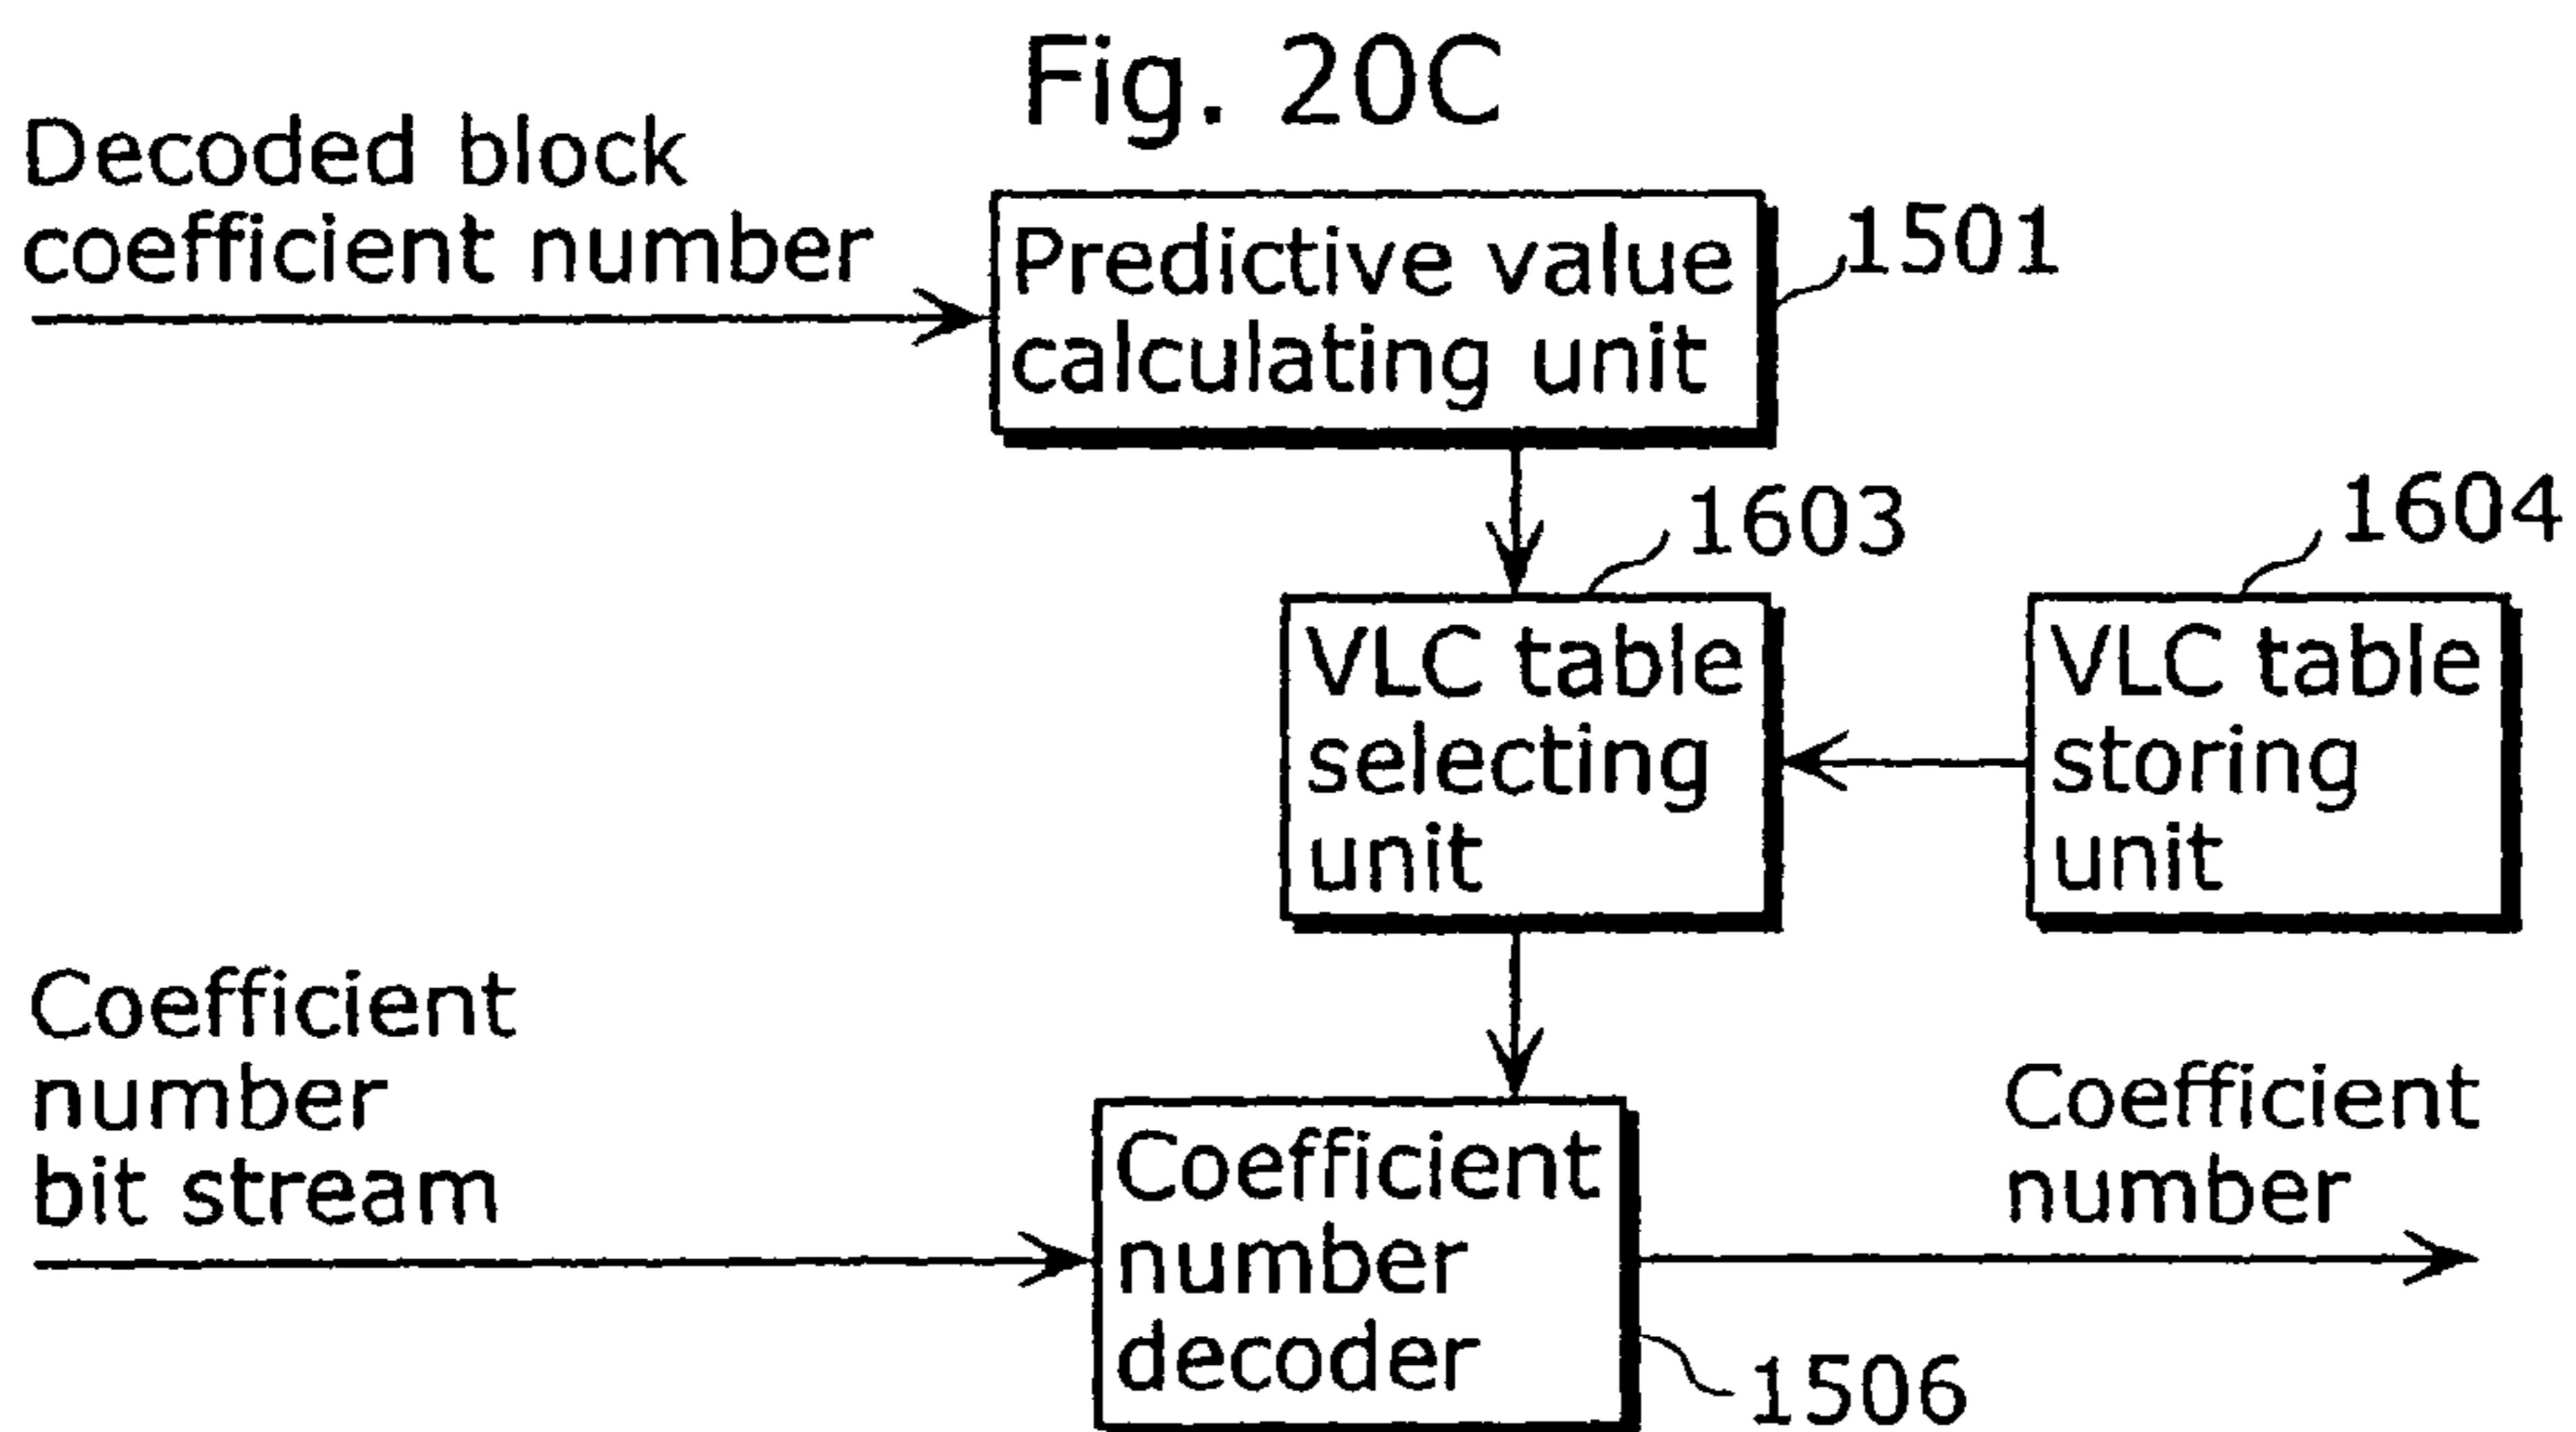 Fig. 20C
Decoded block
coefficient number
Predictive value
calculating unit
1501
1603
1604
VLC table
selecting
unit
VLC table
storing
unit
Coefficient
number
bit stream
Coefficient
number
decoder
Coefficient
number
1506